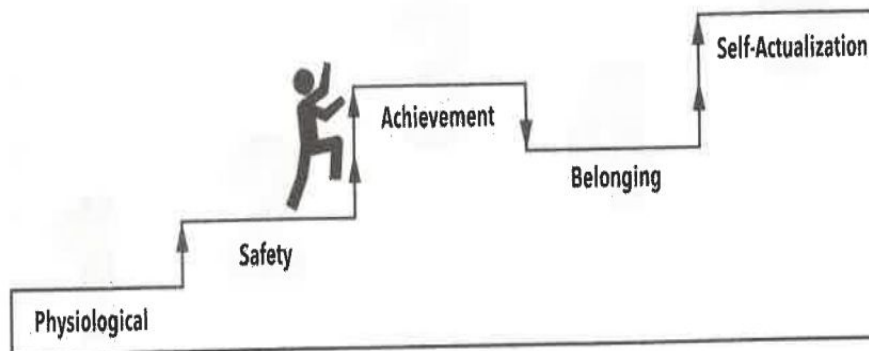 Self-Actualization
Achievement
Belonging
Safety
Physiological